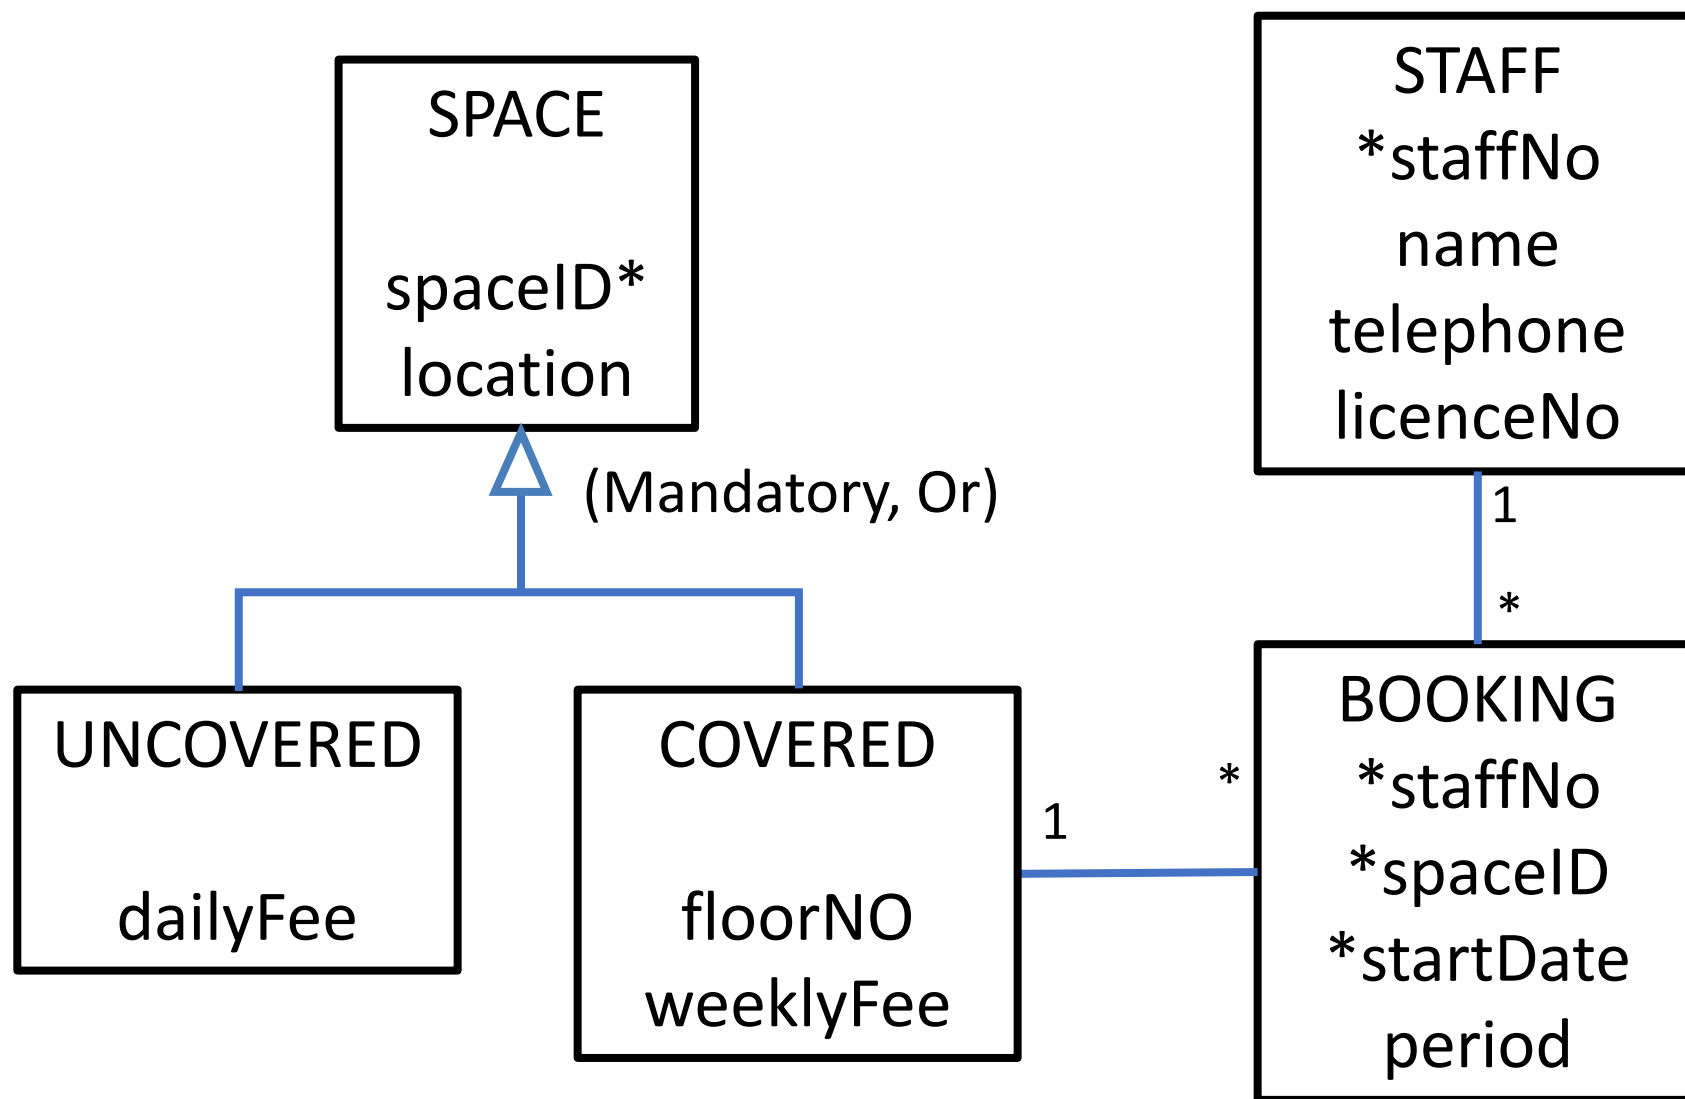 SPACE
spaceID*
location
(Mandatory, Or)
UNCOVERED
dailyFee
COVERED
floorNO
weeklyFee
STAFF
*staffNo
name
telephone
licenceNo
1
*
BOOKING
*staffNo
*spaceID
*startDate
period
*
1